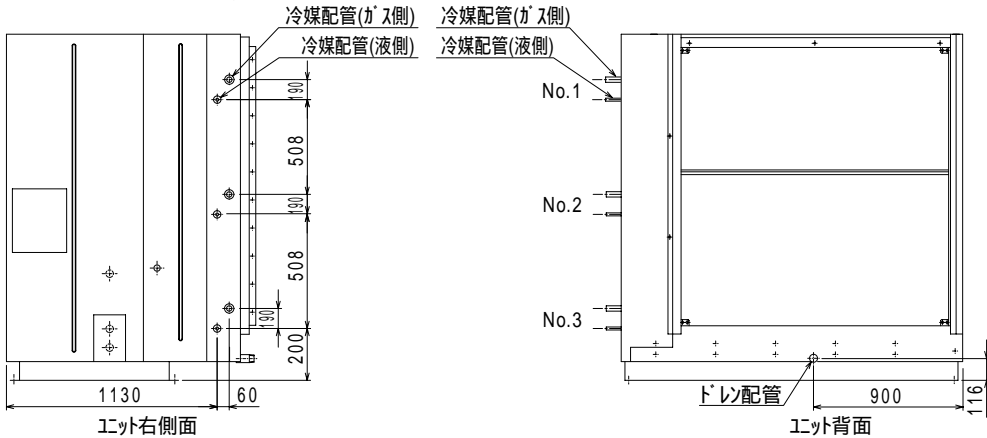 冷媒配管(ガス側)
冷媒配管(液側)
190
508
190
508
190
200
1130
60
ユニット右側面
冷媒配管(ガス側)
冷媒配管(液側)
No.1
No.2
No.3
ドレン配管
900
116
ユニット背面